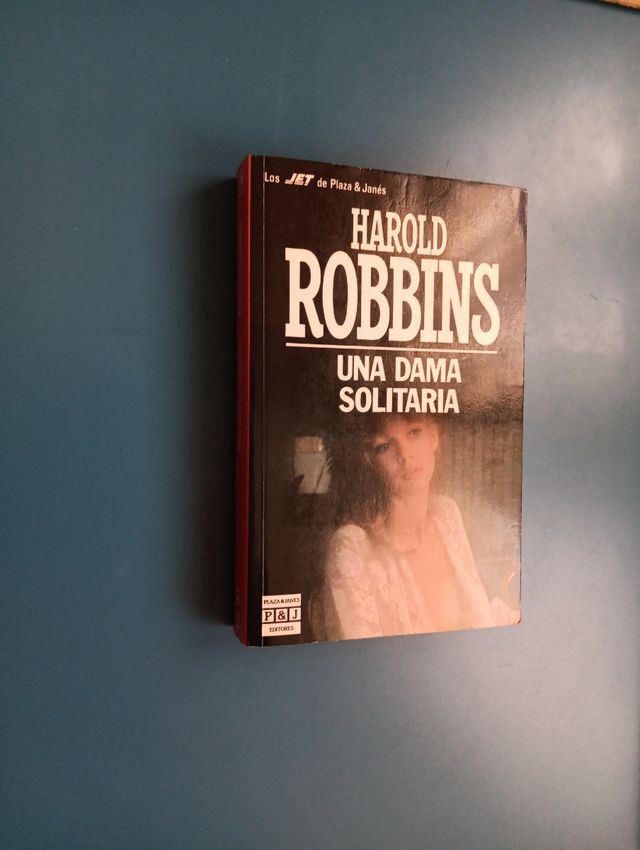 Los JET de Plaza & Janés
HAROLD
ROBBINS
UNA DAMA
SOLITARIA
PLAZA & JANES
P&J
EDITORES